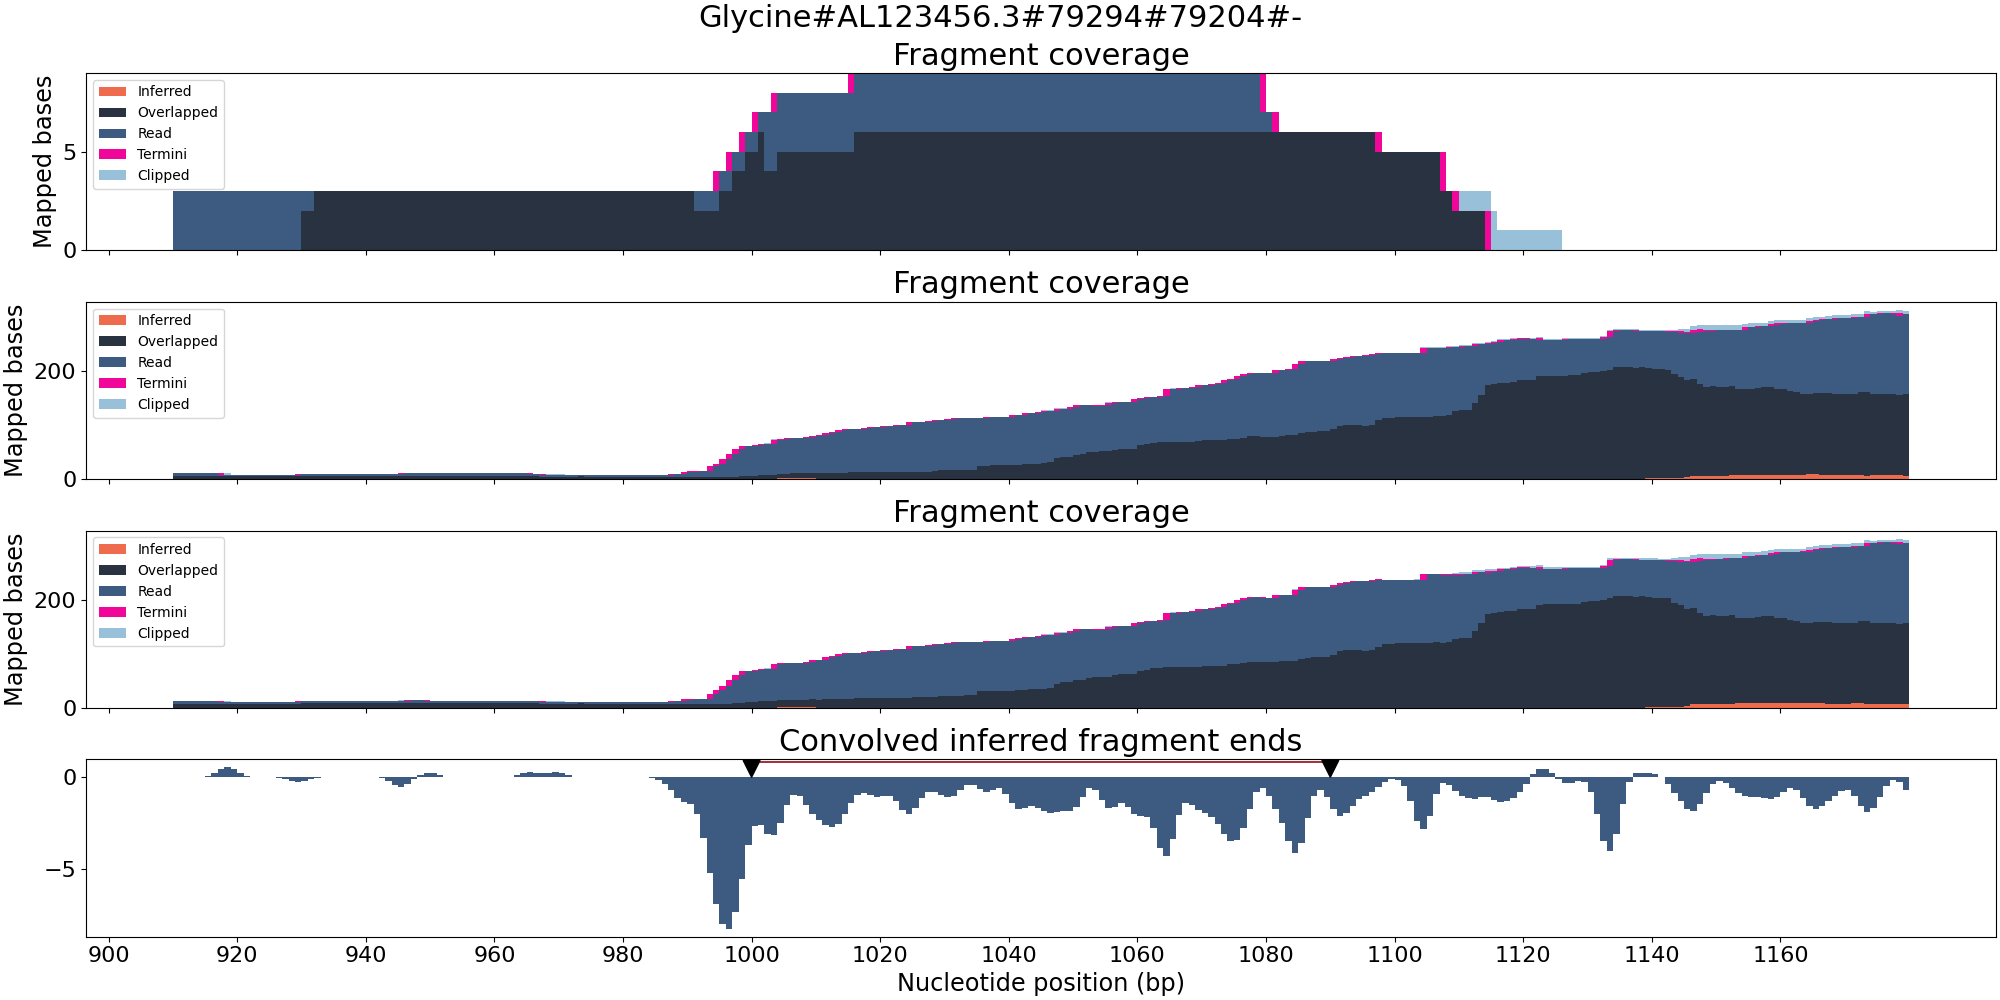 Glycine#AL123456.3#79294#79204#-
Fragment coverage
Mapped bases
5
0
Inferred
Overlapped
Read
Termini
Clipped
Fragment coverage
Mapped bases
200
0
Inferred
Overlapped
Read
Termini
Clipped
Fragment coverage
Mapped bases
200
0
Inferred
Overlapped
Read
Termini
Clipped
Convolved inferred fragment ends
0
−5
900 920 940 960 980 1000 1020 1040 1060 1080 1100 1120 1140 1160
Nucleotide position (bp)